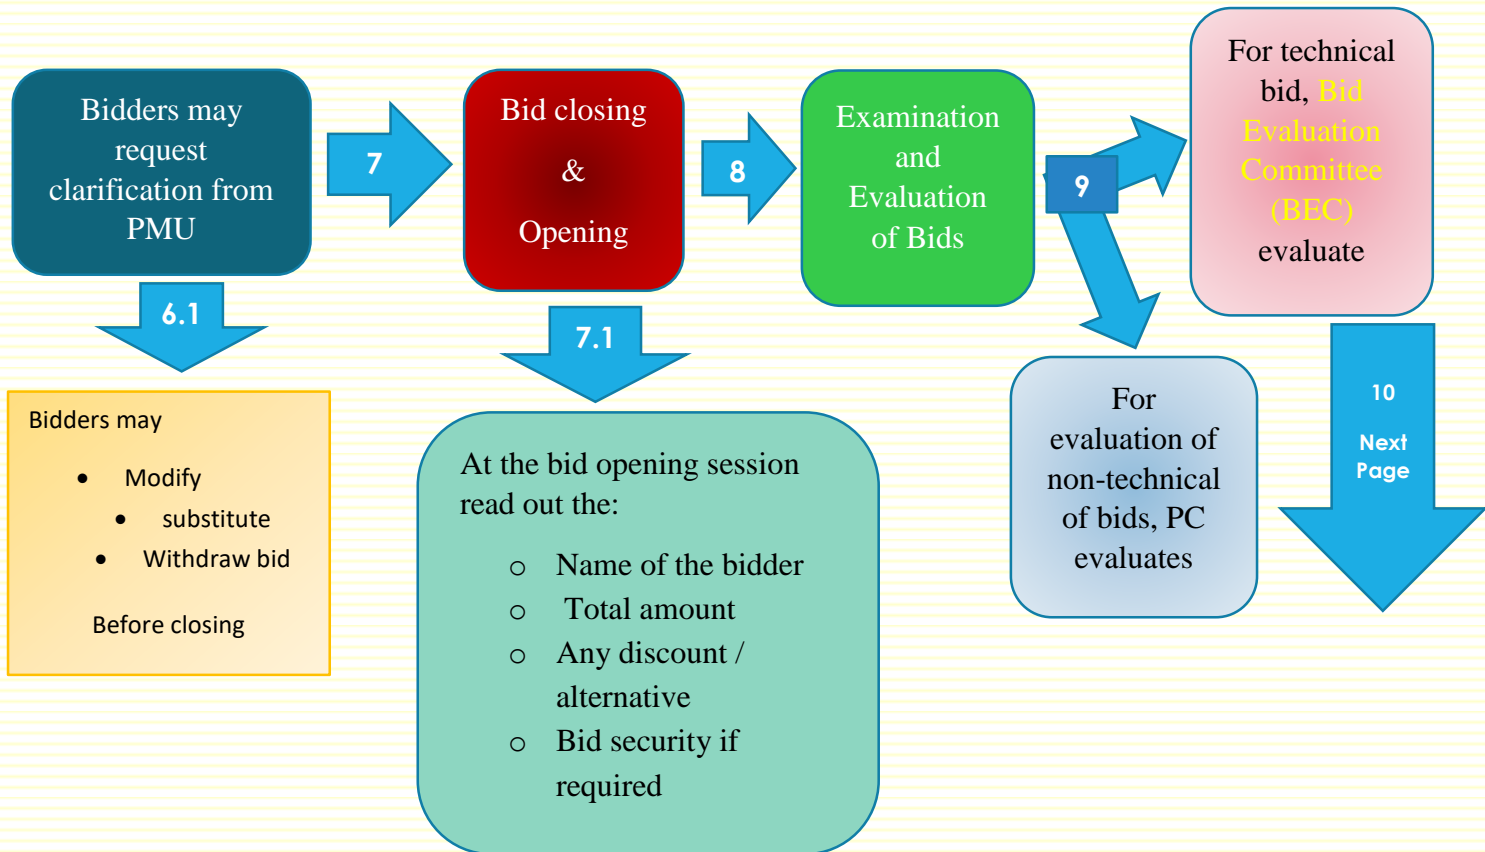 Bidders may
request
clarification from
PMU
7
Bid closing
&
Opening
8
Examination
and
Evaluation
of Bids
9
For technical
bid, Bid
Evaluation
Committee
(BEC)
evaluate
6.1
7.1
10
Next
Page
Bidders may
• Modify
• substitute
• Withdraw bid
Before closing
At the bid opening session
read out the:
o Name of the bidder
o Total amount
o Any discount /
alternative
o Bid security if
required
For
evaluation of
non-technical
of bids, PC
evaluates